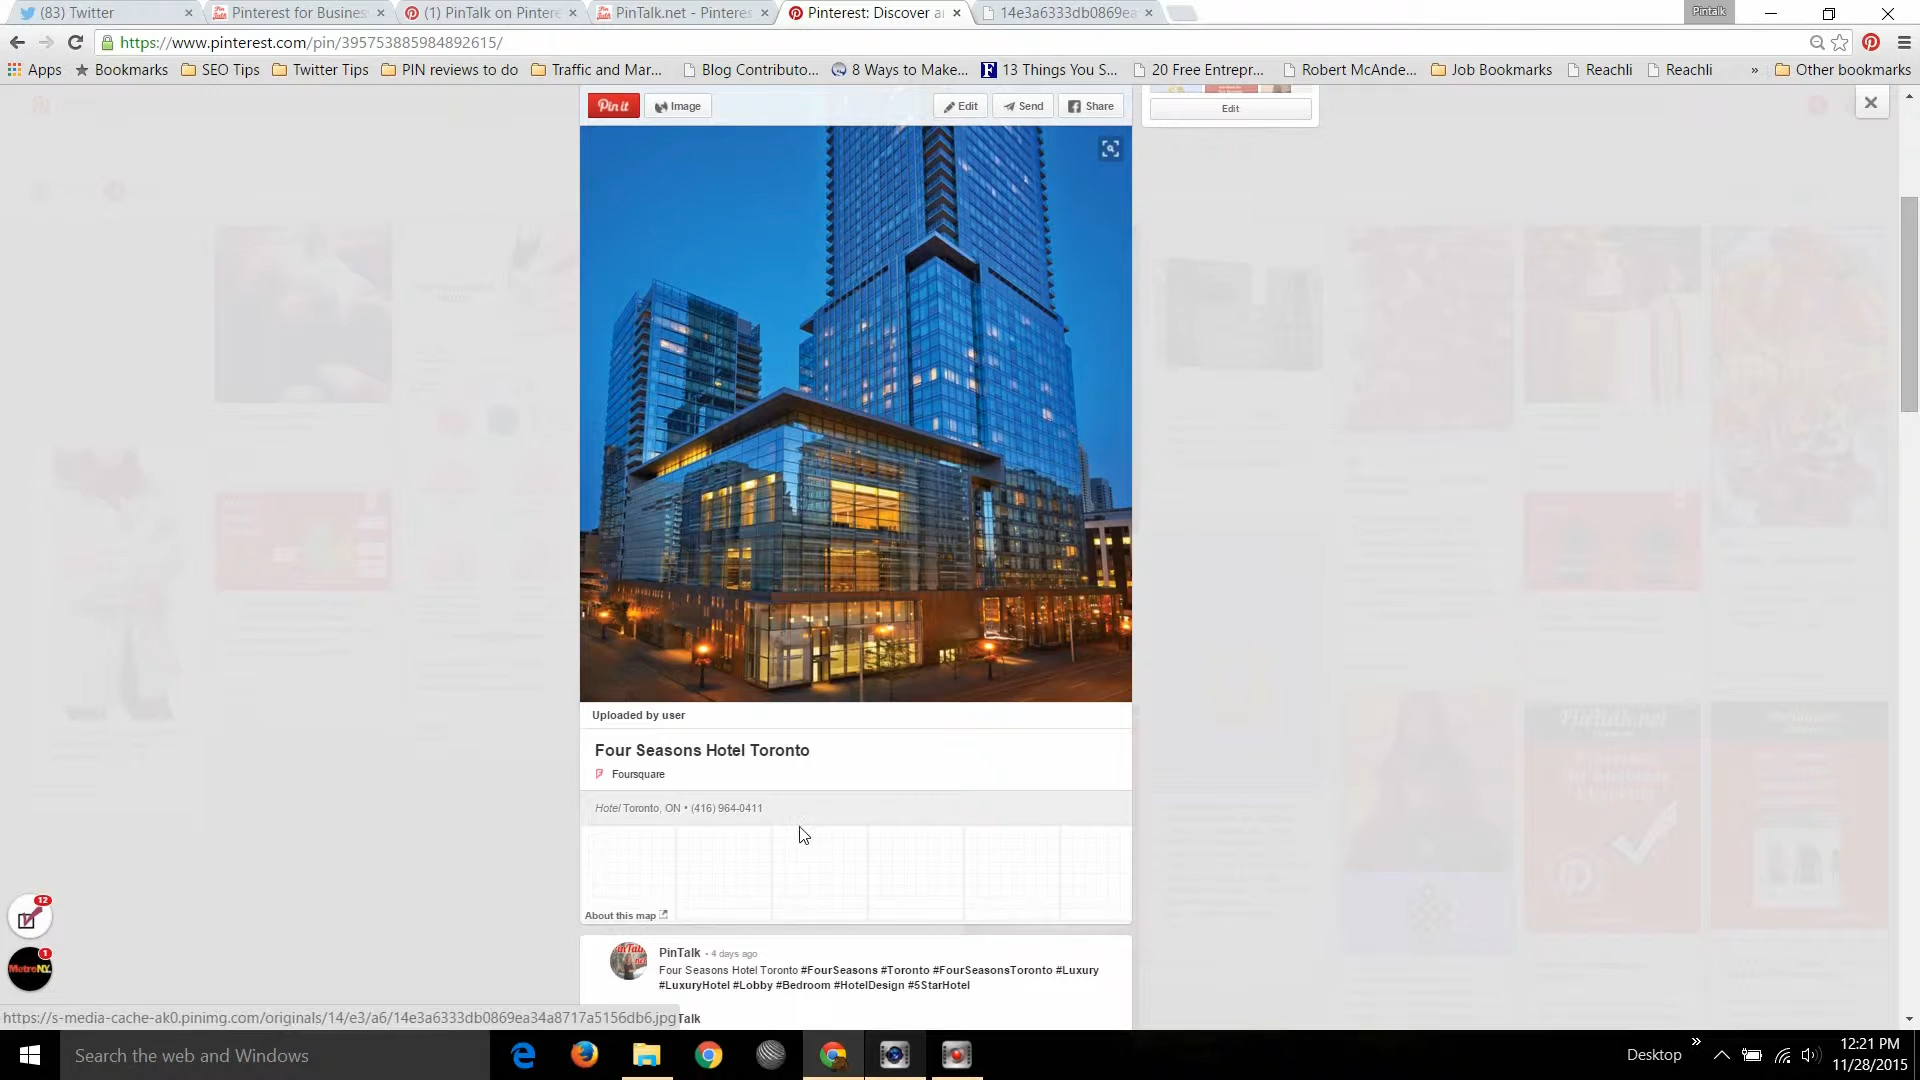 (83) Twitter
Pinterest for Busines
(1) PinTalk on Pintere
PinTalk.net - Pinteres
Pinterest: Discover a
14e3a6333db0869ea
Pintalk
https://www.pinterest.com/pin/395753885984892615/
Apps
Bookmarks
SEO Tips
Twitter Tips
PIN reviews to do
Traffic and Mar...
Blog Contributo...
8 Ways to Make...
13 Things You S...
20 Free Entrepr...
Robert McAnde...
Job Bookmarks
Reachli
Reachli
»
Other bookmarks
Pin it
Image
Edit
Send
Share
Edit
Uploaded by user
Four Seasons Hotel Toronto
Foursquare
Hotel Toronto, ON • (416) 964-0411
About this map
PinTalk • 4 days ago
Four Seasons Hotel Toronto #FourSeasons #Toronto #FourSeasonsToronto #Luxury
#LuxuryHotel #Lobby #Bedroom #HotelDesign #5StarHotel
Talk
12
1
MetroNY
PinTalk.net
https://s-media-cache-ak0.pinimg.com/originals/14/e3/a6/14e3a6333db0869ea34a8717a5156db6.jpg
Search the web and Windows
Desktop
»
12:21 PM
11/28/2015